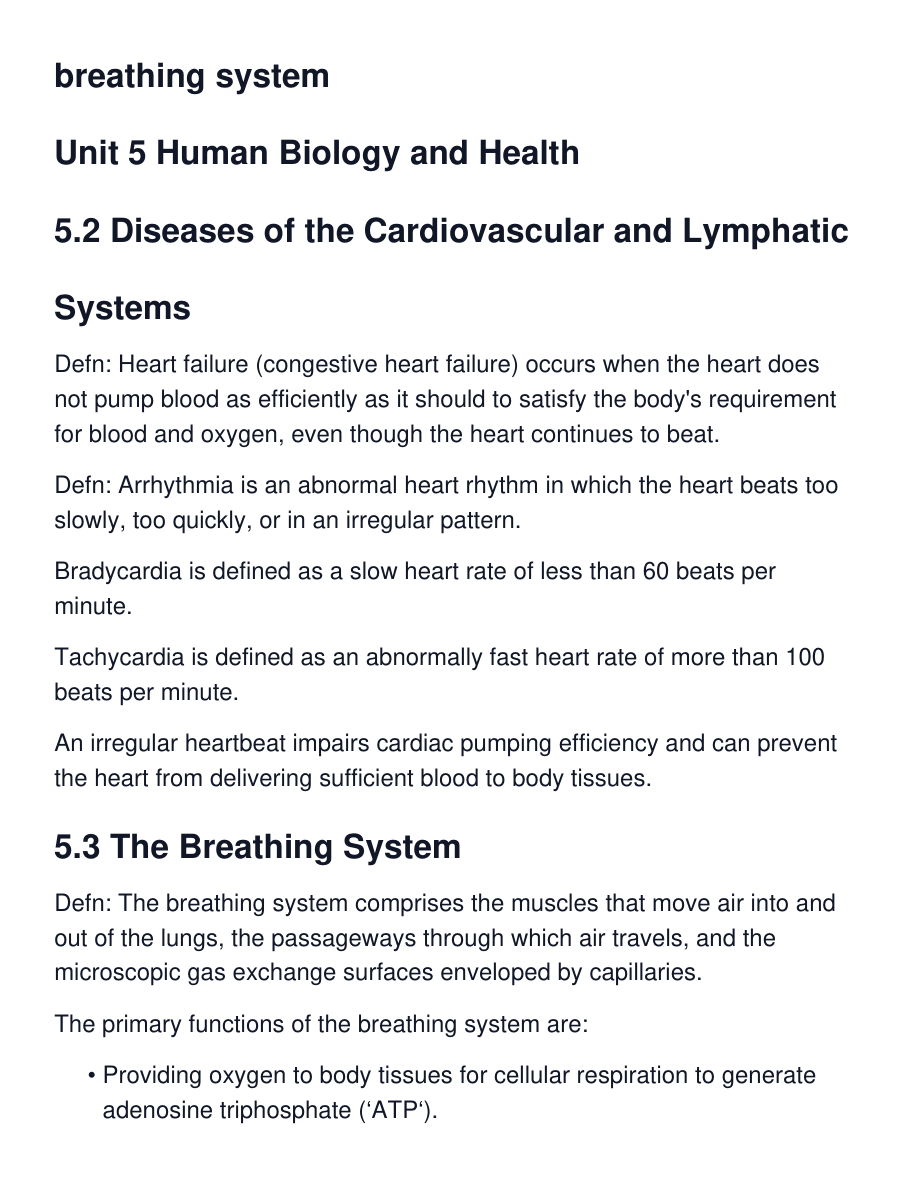 breathing system
Unit 5 Human Biology and Health
5.2 Diseases of the Cardiovascular and Lymphatic
Systems
Defn: Heart failure (congestive heart failure) occurs when the heart does
not pump blood as efficiently as it should to satisfy the body's requirement
for blood and oxygen, even though the heart continues to beat.
Defn: Arrhythmia is an abnormal heart rhythm in which the heart beats too
slowly, too quickly, or in an irregular pattern.
Bradycardia is defined as a slow heart rate of less than 60 beats per
minute.
Tachycardia is defined as an abnormally fast heart rate of more than 100
beats per minute.
An irregular heartbeat impairs cardiac pumping efficiency and can prevent
the heart from delivering sufficient blood to body tissues.
5.3 The Breathing System
Defn: The breathing system comprises the muscles that move air into and
out of the lungs, the passageways through which air travels, and the
microscopic gas exchange surfaces enveloped by capillaries.
The primary functions of the breathing system are:
• Providing oxygen to body tissues for cellular respiration to generate
adenosine triphosphate (‘ATP‘).